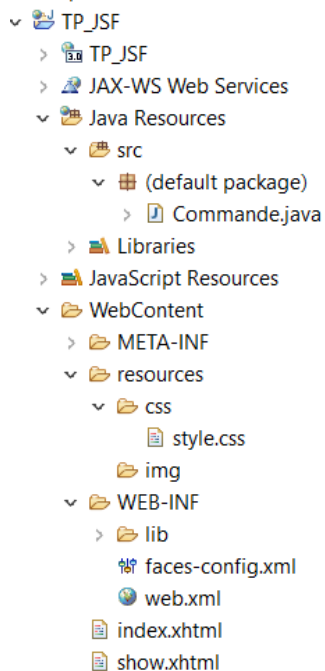 TP_JSF
TP_JSF
JAX-WS Web Services
Java Resources
src
(default package)
Commande.java
Libraries
JavaScript Resources
WebContent
META-INF
resources
css
style.css
img
WEB-INF
lib
faces-config.xml
web.xml
index.xhtml
show.xhtml